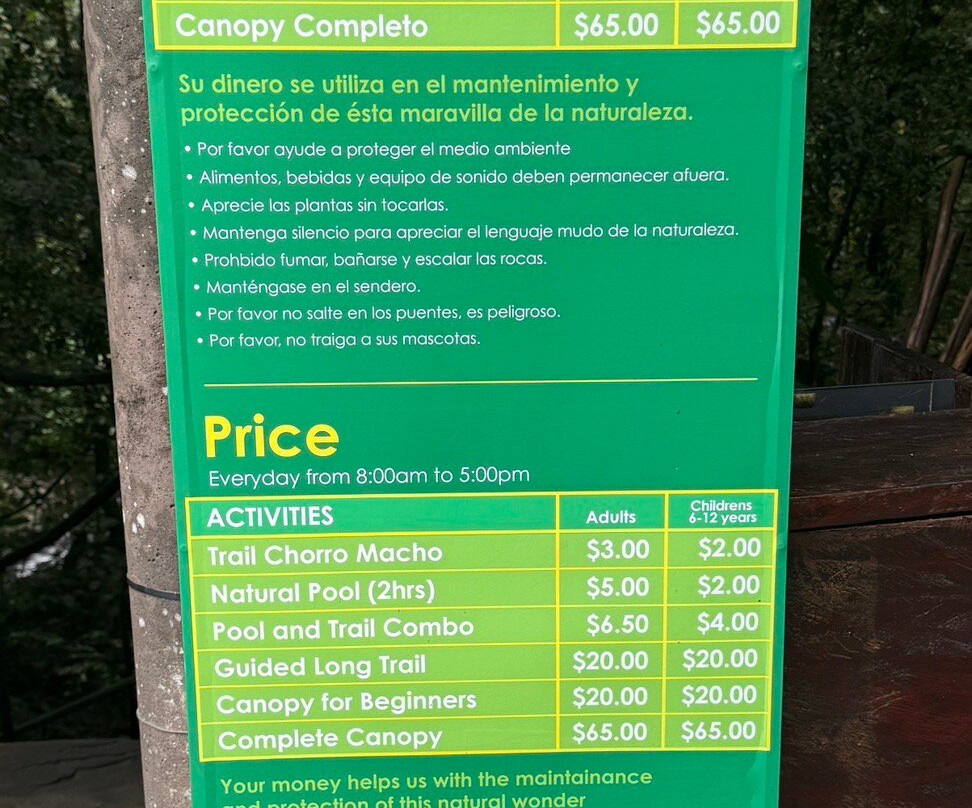 Canopy Completo $65.00 $65.00
Su dinero se utiliza en el mantenimiento y
protección de ésta maravilla de la naturaleza.
• Por favor ayude a proteger el medio ambiente
• Alimentos, bebidas y equipo de sonido deben permanecer afuera.
• Aprecie las plantas sin tocarlas.
• Mantenga silencio para apreciar el lenguaje mudo de la naturaleza.
• Prohbido fumar, bañarse y escalar las rocas.
• Manténgase en el sendero.
• Por favor no salte en los puentes, es peligroso.
• Por favor, no traiga a sus mascotas.
Price
Everyday from 8:00am to 5:00pm
ACTIVITIES Adults Childrens
6-12 years
Trail Chorro Macho $3.00 $2.00
Natural Pool (2hrs) $5.00 $2.00
Pool and Trail Combo $6.50 $4.00
Guided Long Trail $20.00 $20.00
Canopy for Beginners $20.00 $20.00
Complete Canopy $65.00 $65.00
Your money helps us with the maintainance
and protection of this natural wonder